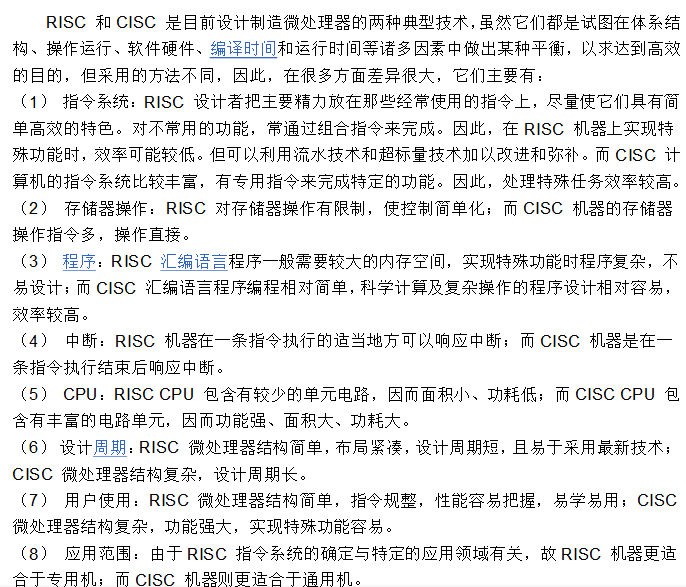 RISC 和 CISC 是目前设计制造微处理器的两种典型技术，虽然它们都是试图在体系结
构、操作运行、软件硬件、编译时间和运行时间等诸多因素中做出某种平衡，以求达到高效
的目的，但采用的方法不同，因此，在很多方面差异很大，它们主要有：
（1） 指令系统：RISC 设计者把主要精力放在那些经常使用的指令上，尽量使它们具有简
单高效的特色。对不常用的功能，常通过组合指令来完成。因此，在 RISC 机器上实现特
殊功能时，效率可能较低。但可以利用流水技术和超标量技术加以改进和弥补。而 CISC 计
算机的指令系统比较丰富，有专用指令来完成特定的功能。因此，处理特殊任务效率较高。
（2） 存储器操作：RISC 对存储器操作有限制，使控制简单化；而 CISC 机器的存储器
操作指令多，操作直接。
（3） 程序：RISC 汇编语言程序一般需要较大的内存空间，实现特殊功能时程序复杂，不
易设计；而 CISC 汇编语言程序编程相对简单，科学计算及复杂操作的程序设计相对容易，
效率较高。
（4） 中断：RISC 机器在一条指令执行的适当地方可以响应中断；而 CISC 机器是在一
条指令执行结束后响应中断。
（5） CPU：RISC CPU 包含有较少的单元电路，因而面积小、功耗低；而 CISC CPU 包
含有丰富的电路单元，因而功能强、面积大、功耗大。
（6） 设计周期：RISC 微处理器结构简单，布局紧凑，设计周期短，且易于采用最新技术；
CISC 微处理器结构复杂，设计周期长。
（7） 用户使用：RISC 微处理器结构简单，指令规整，性能容易把握，易学易用；CISC
微处理器结构复杂，功能强大，实现特殊功能容易。
（8） 应用范围：由于 RISC 指令系统的确定与特定的应用领域有关，故 RISC 机器更适
合于专用机；而 CISC 机器则更适合于通用机。